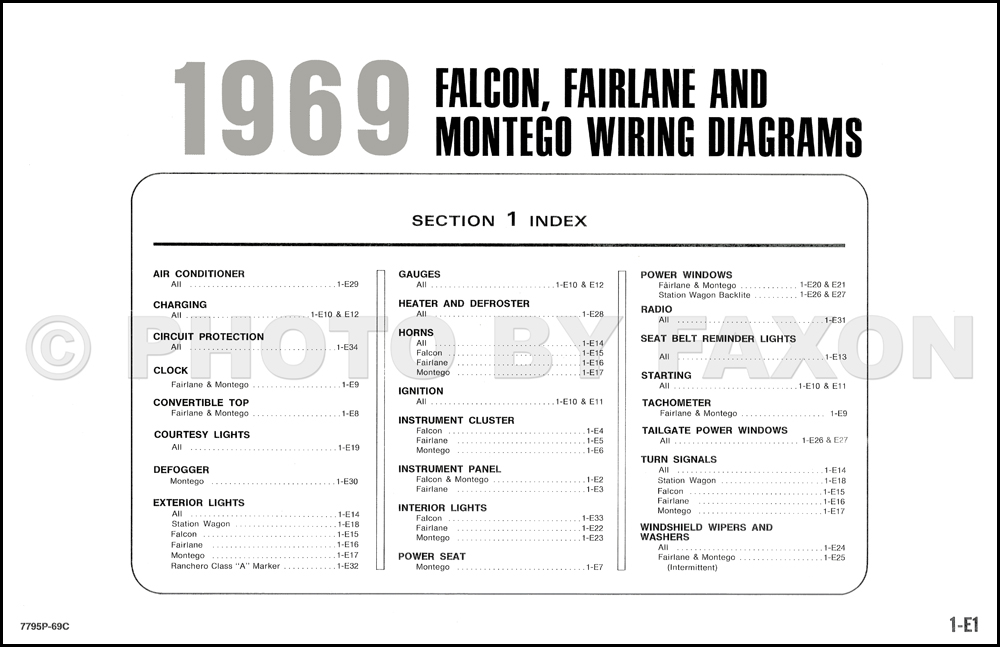 1969
FALCON, FAIRLANE AND
MONTEGO WIRING DIAGRAMS
SECTION 1 INDEX
AIR CONDITIONER
All ................................ 1-E29
CHARGING
All ........................... 1-E10 & E12
CIRCUIT PROTECTION
All ................................ 1-E34
CLOCK
Fairlane & Montego ................... 1-E9
CONVERTIBLE TOP
Fairlane & Montego ................... 1-E8
COURTESY LIGHTS
All ................................ 1-E19
DEFOGGER
Montego ............................ 1-E30
EXTERIOR LIGHTS
All ................................ 1-E14
Station Wagon ...................... 1-E18
Falcon ............................. 1-E15
Fairlane ........................... 1-E16
Montego ............................ 1-E17
Ranchero Class "A" Marker ............ 1-E32
GAUGES
All ........................... 1-E10 & E12
HEATER AND DEFROSTER
All ................................ 1-E28
HORNS
All ................................ 1-E14
Falcon ............................. 1-E15
Fairlane ........................... 1-E16
Montego ............................ 1-E17
IGNITION
All ........................... 1-E10 & E11
INSTRUMENT CLUSTER
Falcon .............................. 1-E4
Fairlane ............................ 1-E5
Montego ............................. 1-E6
INSTRUMENT PANEL
Falcon & Montego ..................... 1-E2
Fairlane ............................ 1-E3
INTERIOR LIGHTS
Falcon ............................. 1-E33
Fairlane ........................... 1-E22
Montego ............................ 1-E23
POWER SEAT
Montego ............................. 1-E7
POWER WINDOWS
Fairlane & Montego ............ 1-E20 & E21
Station Wagon Backlite .......... 1-E26 & E27
RADIO
All ................................ 1-E31
SEAT BELT REMINDER LIGHTS
All ................................ 1-E13
STARTING
All ........................... 1-E10 & E11
TACHOMETER
Fairlane & Montego ................... 1-E9
TAILGATE POWER WINDOWS
All ........................... 1-E26 & E27
TURN SIGNALS
All ................................ 1-E14
Station Wagon ...................... 1-E18
Falcon ............................. 1-E15
Fairlane ........................... 1-E16
Montego ............................ 1-E17
WINDSHIELD WIPERS AND
WASHERS
All ................................ 1-E24
Fairlane & Montego .................. 1-E25
(Intermittent)
© PHOTO BY FAXON
7795P-69C
1-E1